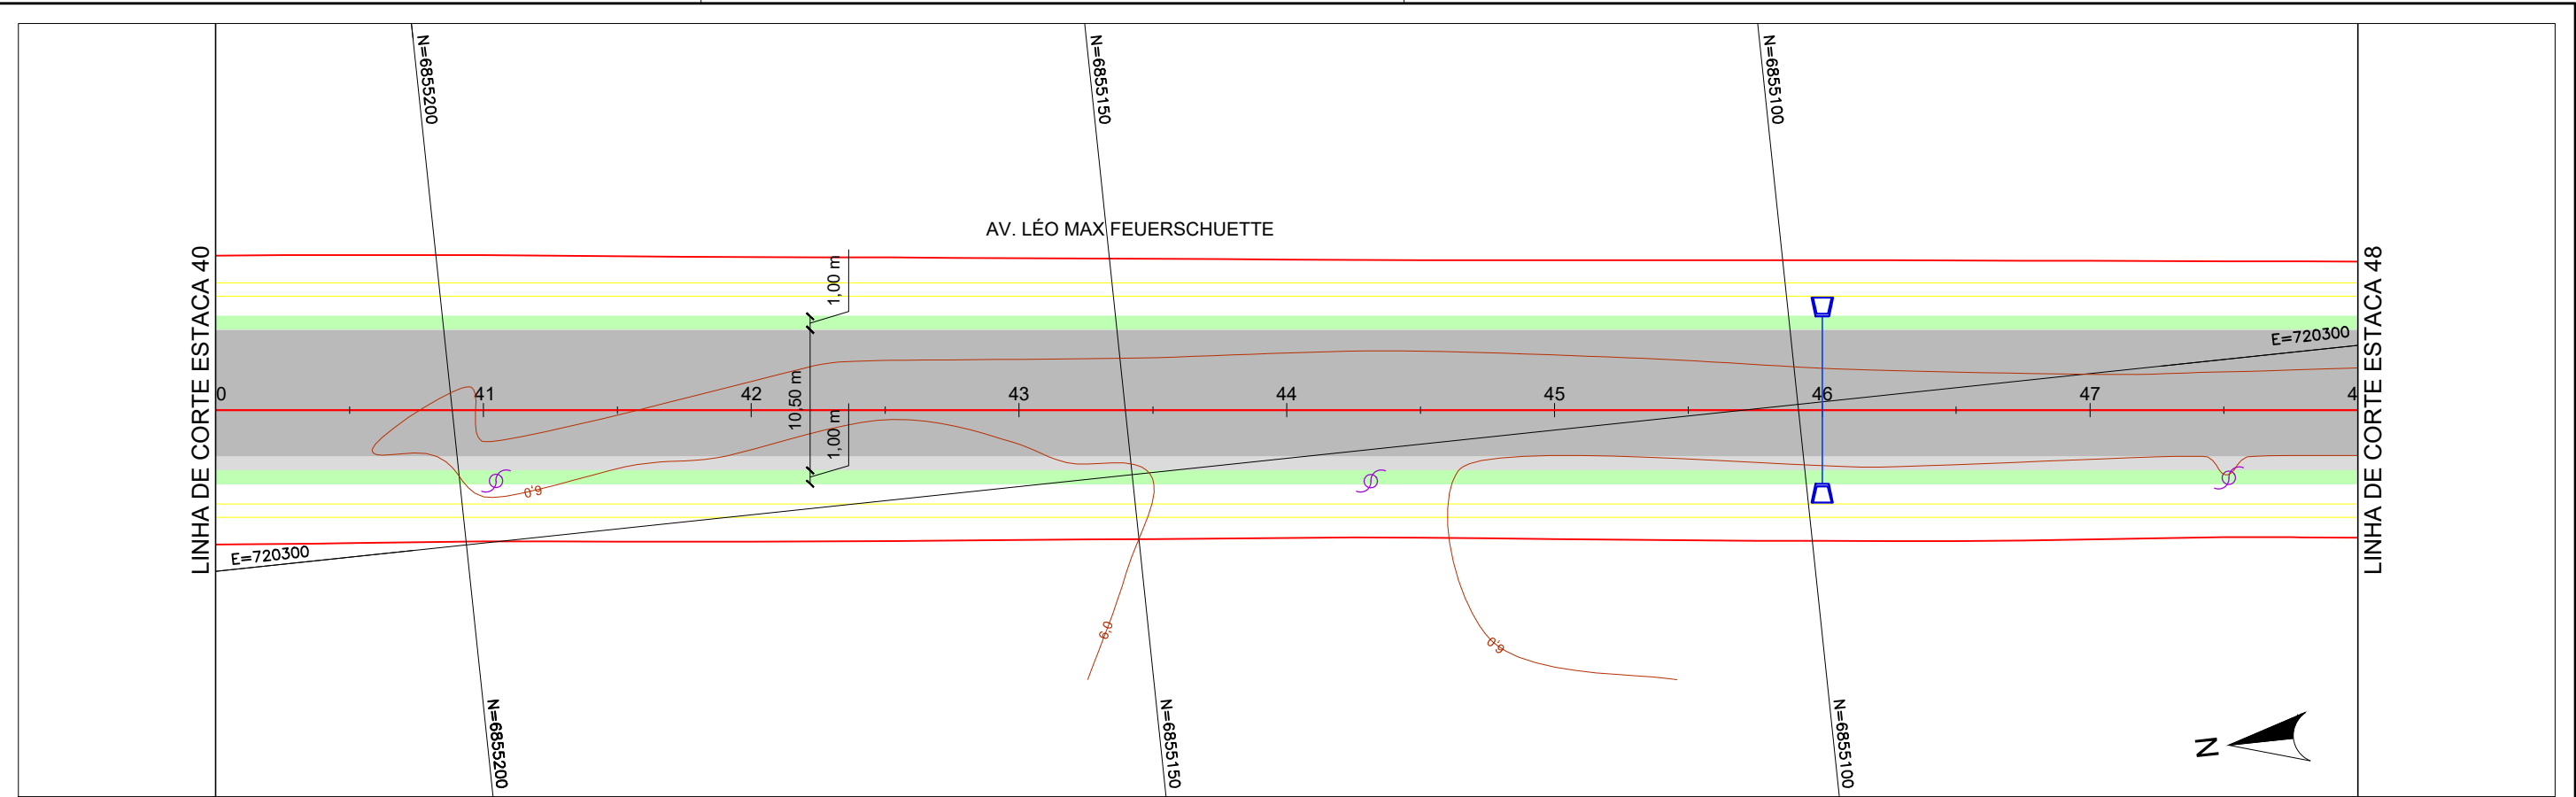 N=6855200
N=6855150
N=6855100
AV. LÉO MAX FEUERSCHUETTE
LINHA DE CORTE ESTACA 40
LINHA DE CORTE ESTACA 48
1,00 m
10,50 m
1,00 m
E=720300
0
41
42
43
44
45
46
47
4
6,0
E=720300
6,0
6,0
N=6855200
N=6855150
N=6855100
N